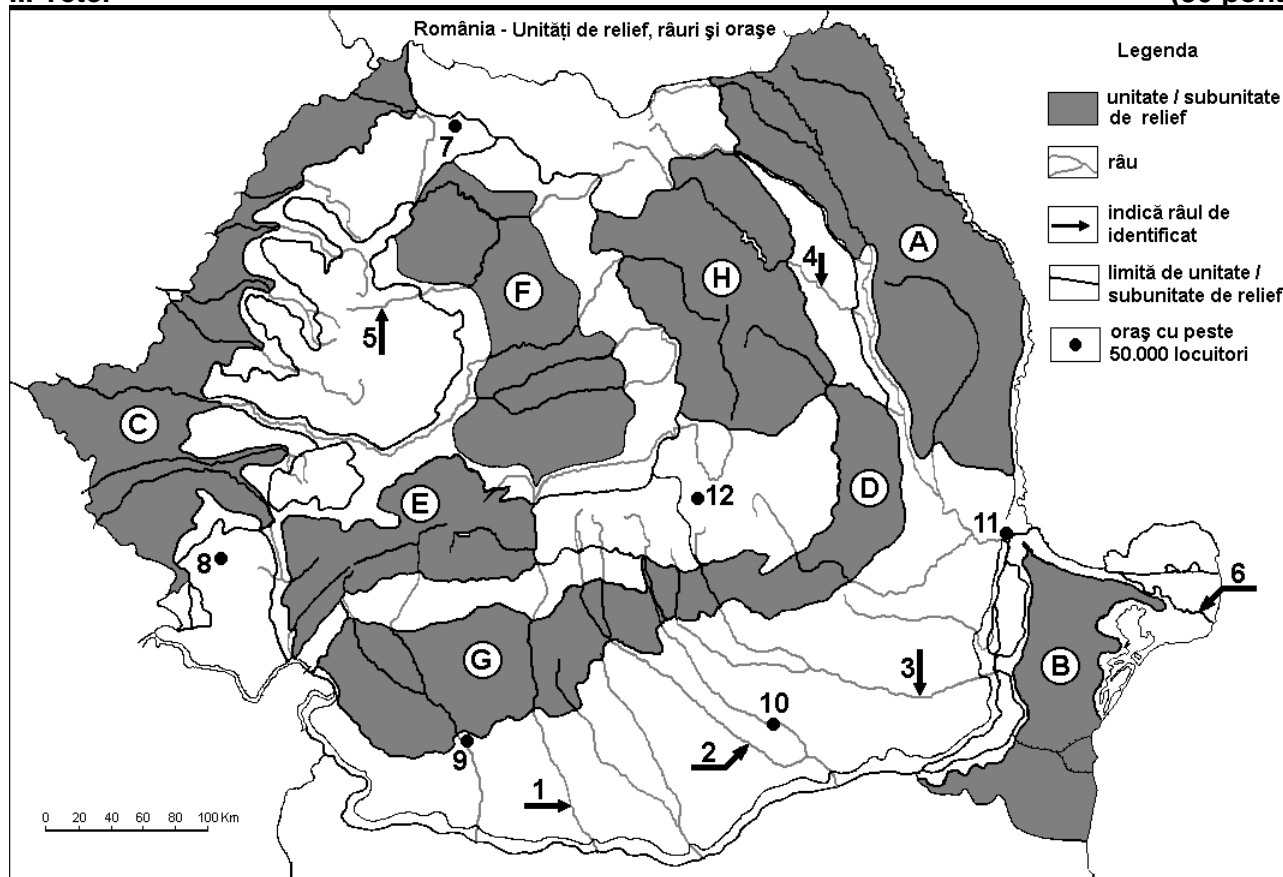 România - Unităţi de relief, râuri şi oraşe
Legenda
unitate / subunitate
de relief
râu
indică râul de
identificat
limită de unitate /
subunitate de relief
oraş cu peste
50.000 locuitori
7
A
4
H
F
5
C
D
E
12
11
8
6
B
G
3
10
9
2
1
0 20 40 60 80 100 Km